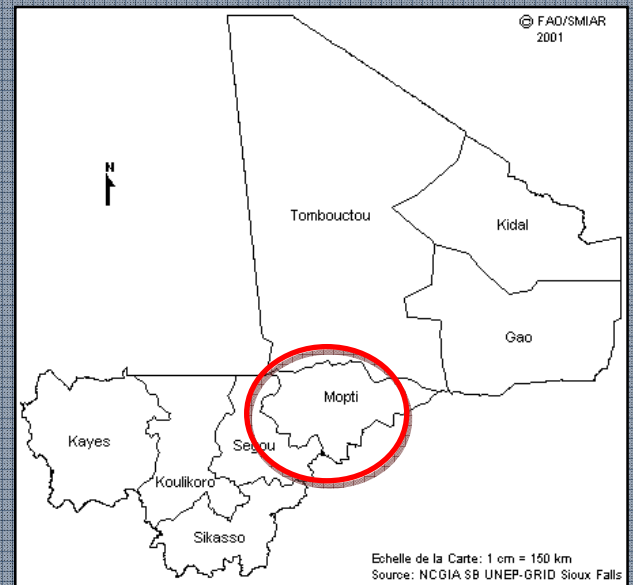 © FAO/SMIAR
2001
N
Tombouctou
Kidal
Gao
Mopti
Kayes
Segou
Koulikoro
Sikasso
Echelle de la Carte: 1 cm = 150 km
Source: NCGIA SB UNEP-GRID Sioux Falls